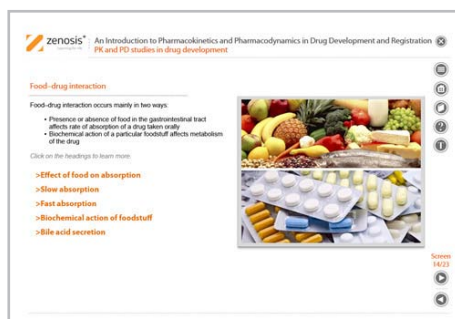 zenosis®
An Introduction to Pharmacokinetics and Pharmacodynamics in Drug Development and Registration
PK and PD studies in drug development
Food–drug interaction
Food–drug interaction occurs mainly in two ways:
• Presence or absence of food in the gastrointestinal tract
affects rate of absorption of a drug taken orally
• Biochemical action of a particular foodstuff affects metabolism
of the drug
Click on the headings to learn more.
>Effect of food on absorption
>Slow absorption
>Fast absorption
>Biochemical action of foodstuff
>Bile acid secretion
Screen
14/23